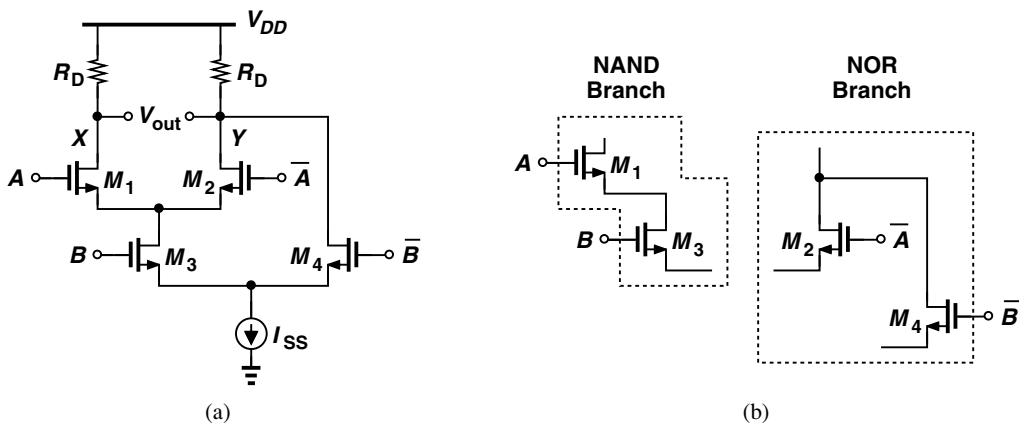 V_DD
R_D
R_D
X
V_out
Y
A
M_1
M_2
A̅
B
M_3
M_4
B̅
I_SS
(a)
NAND
Branch
A
M_1
B
M_3
NOR
Branch
M_2
A̅
M_4
B̅
(b)